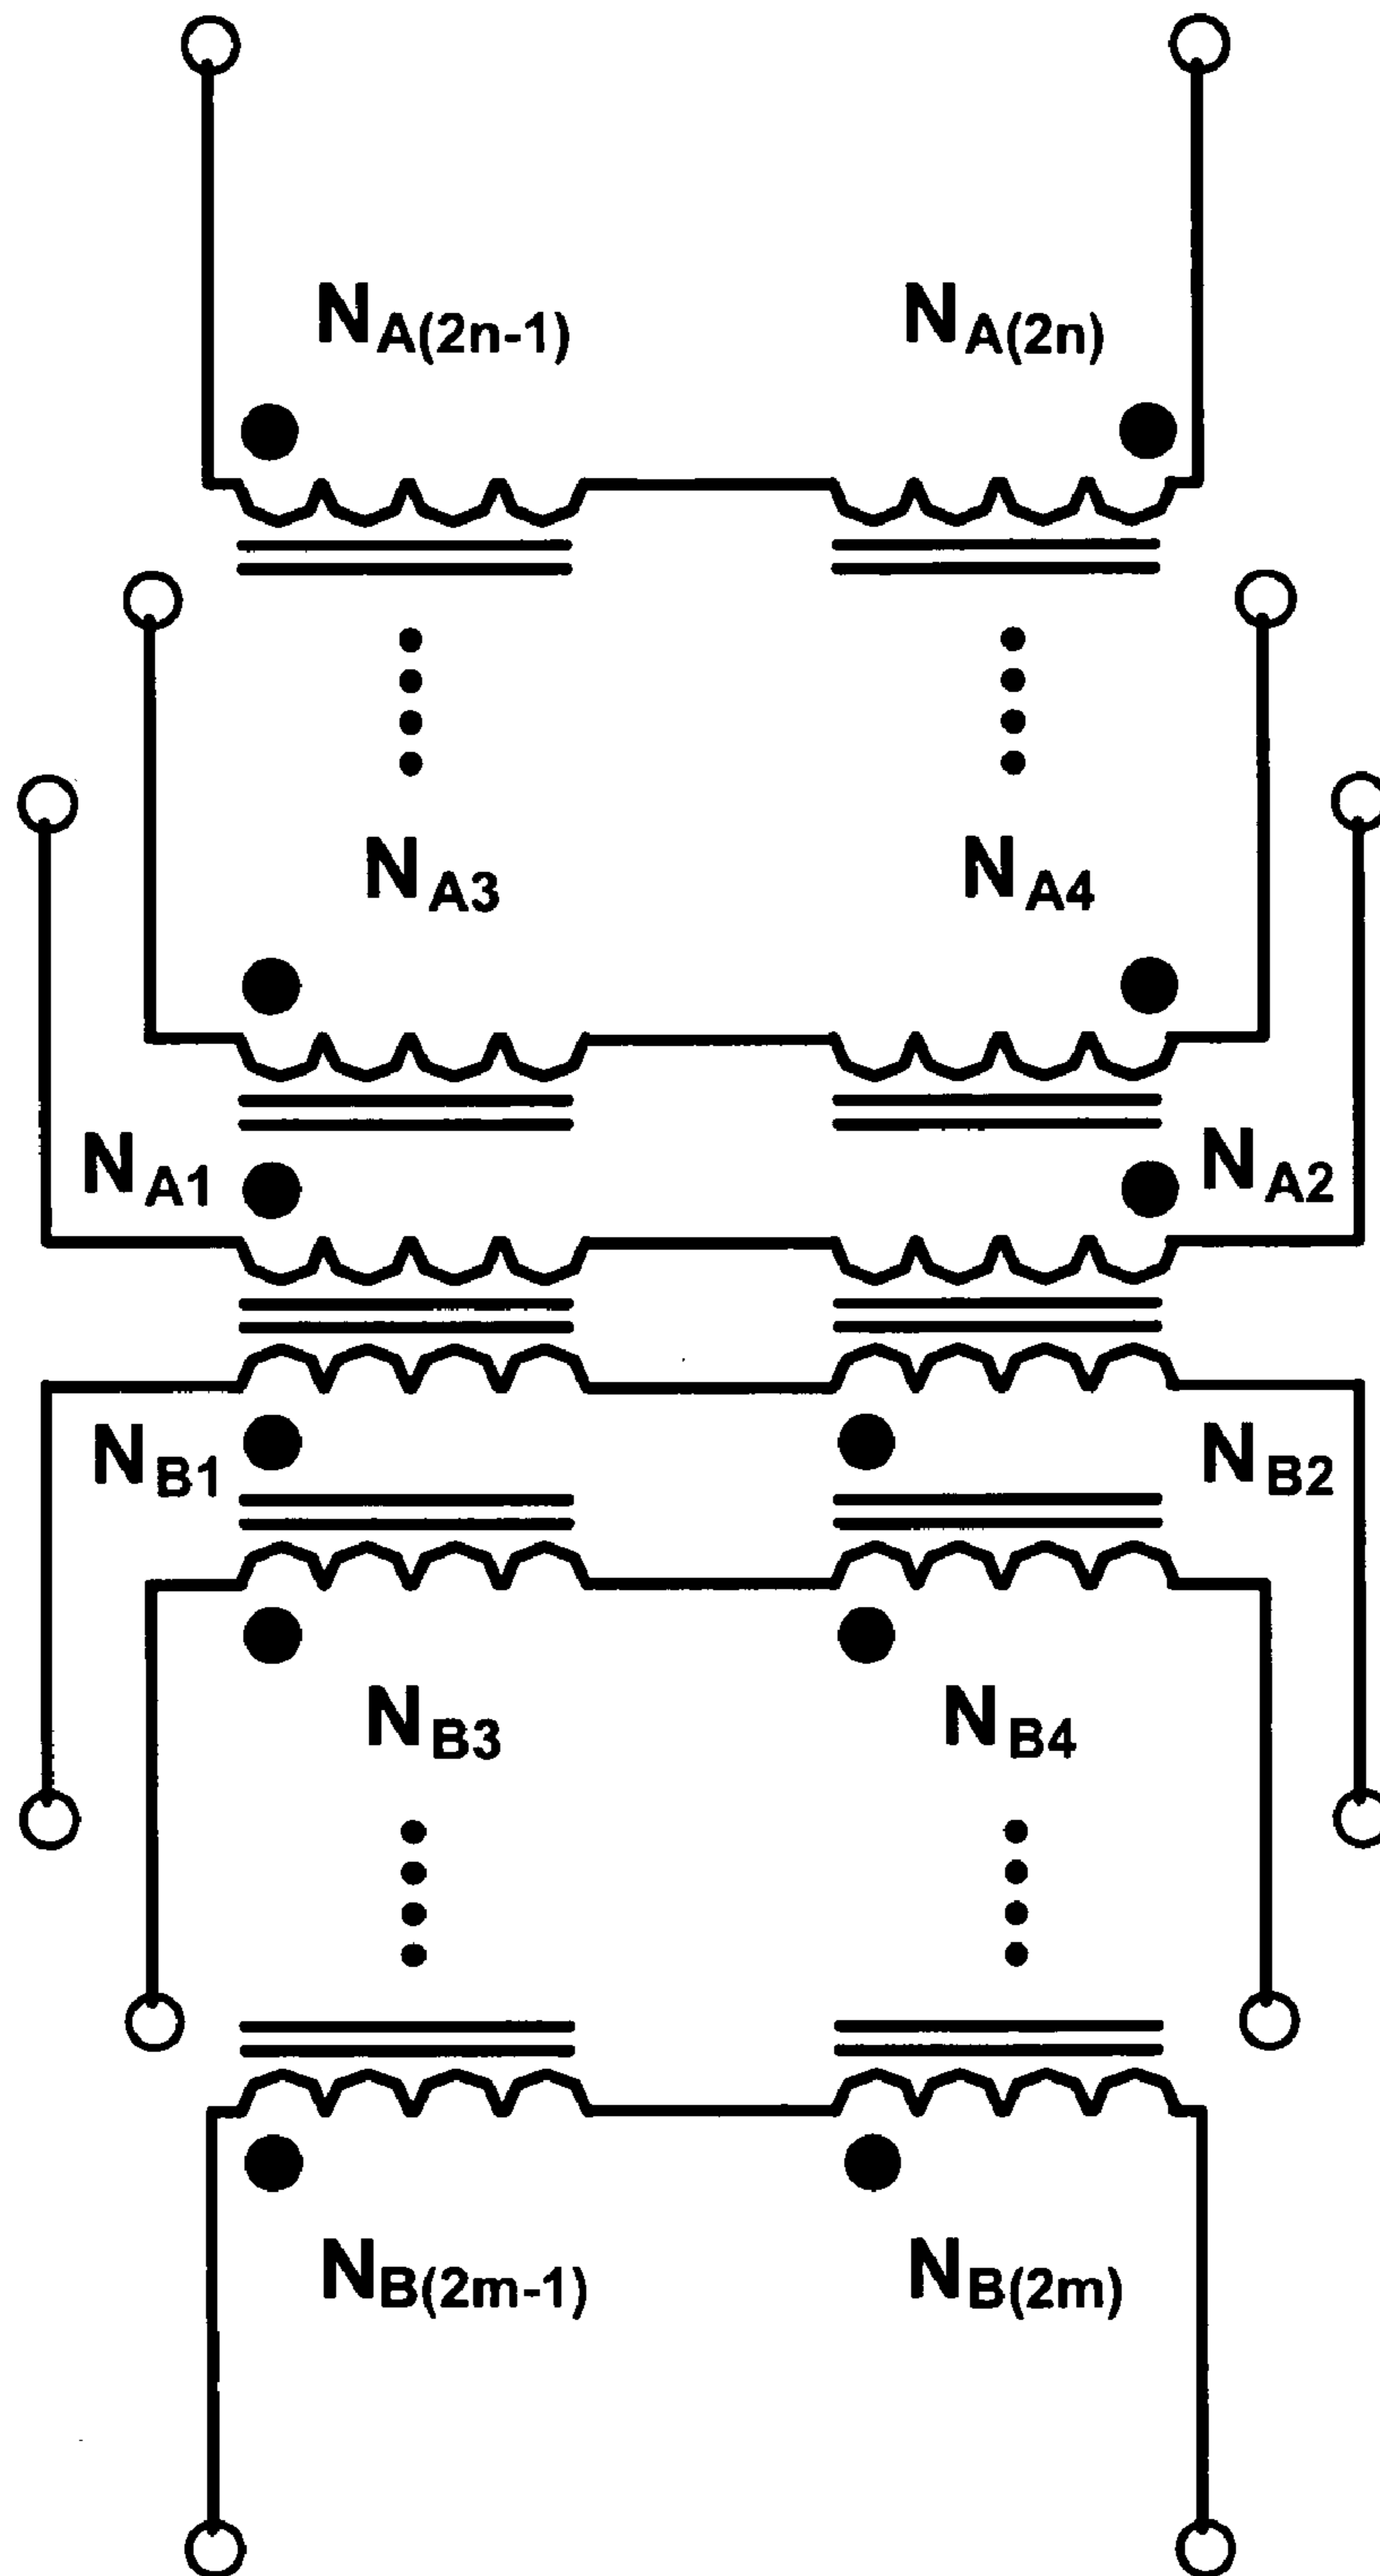 NA(2n-1) NA(2n)
NA3 NA4
NA1 NA2
NB1 NB2
NB3 NB4
NB(2m-1) NB(2m)